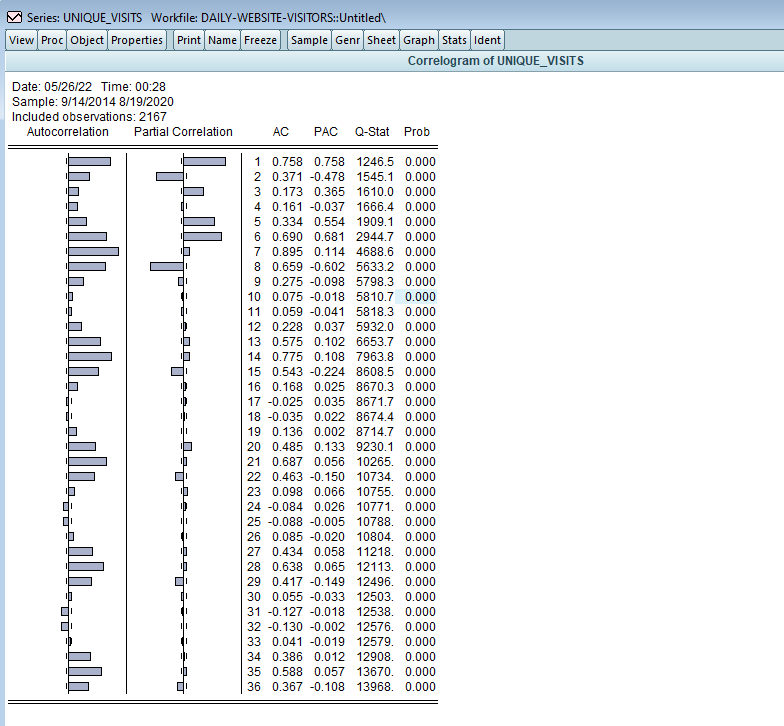 Series: UNIQUE_VISITS Workfile: DAILY-WEBSITE-VISITORS::Untitled\
View Proc Object Properties Print Name Freeze Sample Genr Sheet Graph Stats Ident
Correlogram of UNIQUE_VISITS
Date: 05/26/22 Time: 00:28
Sample: 9/14/2014 8/19/2020
Included observations: 2167
Autocorrelation Partial Correlation AC PAC Q-Stat Prob
1 0.758 0.758 1246.5 0.000
2 0.371 -0.478 1545.1 0.000
3 0.173 0.365 1610.0 0.000
4 0.161 -0.037 1666.4 0.000
5 0.334 0.554 1909.1 0.000
6 0.690 0.681 2944.7 0.000
7 0.895 0.114 4688.6 0.000
8 0.659 -0.602 5633.2 0.000
9 0.275 -0.098 5798.3 0.000
10 0.075 -0.018 5810.7 0.000
11 0.059 -0.041 5818.3 0.000
12 0.228 0.037 5932.0 0.000
13 0.575 0.102 6653.7 0.000
14 0.775 0.108 7963.8 0.000
15 0.543 -0.224 8608.5 0.000
16 0.168 0.025 8670.3 0.000
17 -0.025 0.035 8671.7 0.000
18 -0.035 0.022 8674.4 0.000
19 0.136 0.002 8714.7 0.000
20 0.485 0.133 9230.1 0.000
21 0.687 0.056 10265. 0.000
22 0.463 -0.150 10734. 0.000
23 0.098 0.066 10755. 0.000
24 -0.084 0.026 10771. 0.000
25 -0.088 -0.005 10788. 0.000
26 0.085 -0.020 10804. 0.000
27 0.434 0.058 11218. 0.000
28 0.638 0.065 12113. 0.000
29 0.417 -0.149 12496. 0.000
30 0.055 -0.033 12503. 0.000
31 -0.127 -0.018 12538. 0.000
32 -0.130 -0.002 12576. 0.000
33 0.041 -0.019 12579. 0.000
34 0.386 0.012 12908. 0.000
35 0.588 0.057 13670. 0.000
36 0.367 -0.108 13968. 0.000